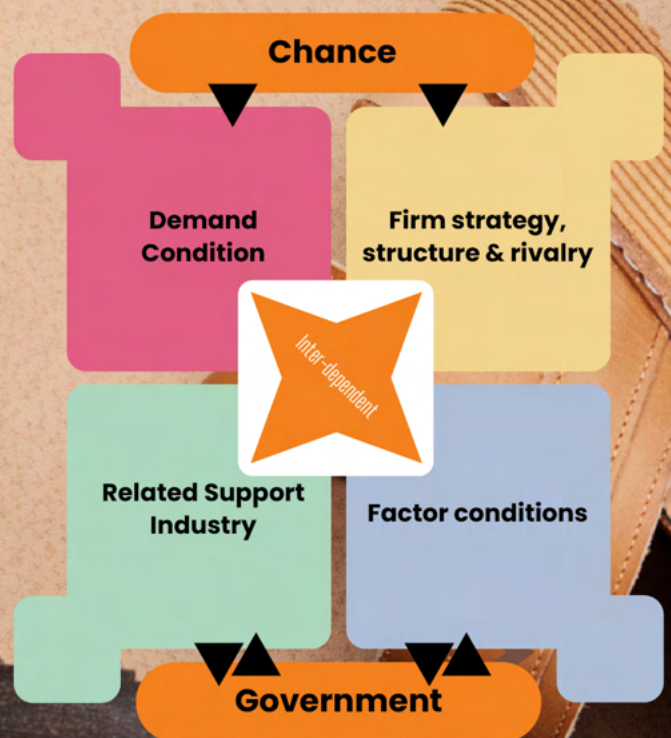 Chance
Demand
Condition
Firm strategy,
structure & rivalry
Inter-dependent
Related Support
Industry
Factor conditions
Government